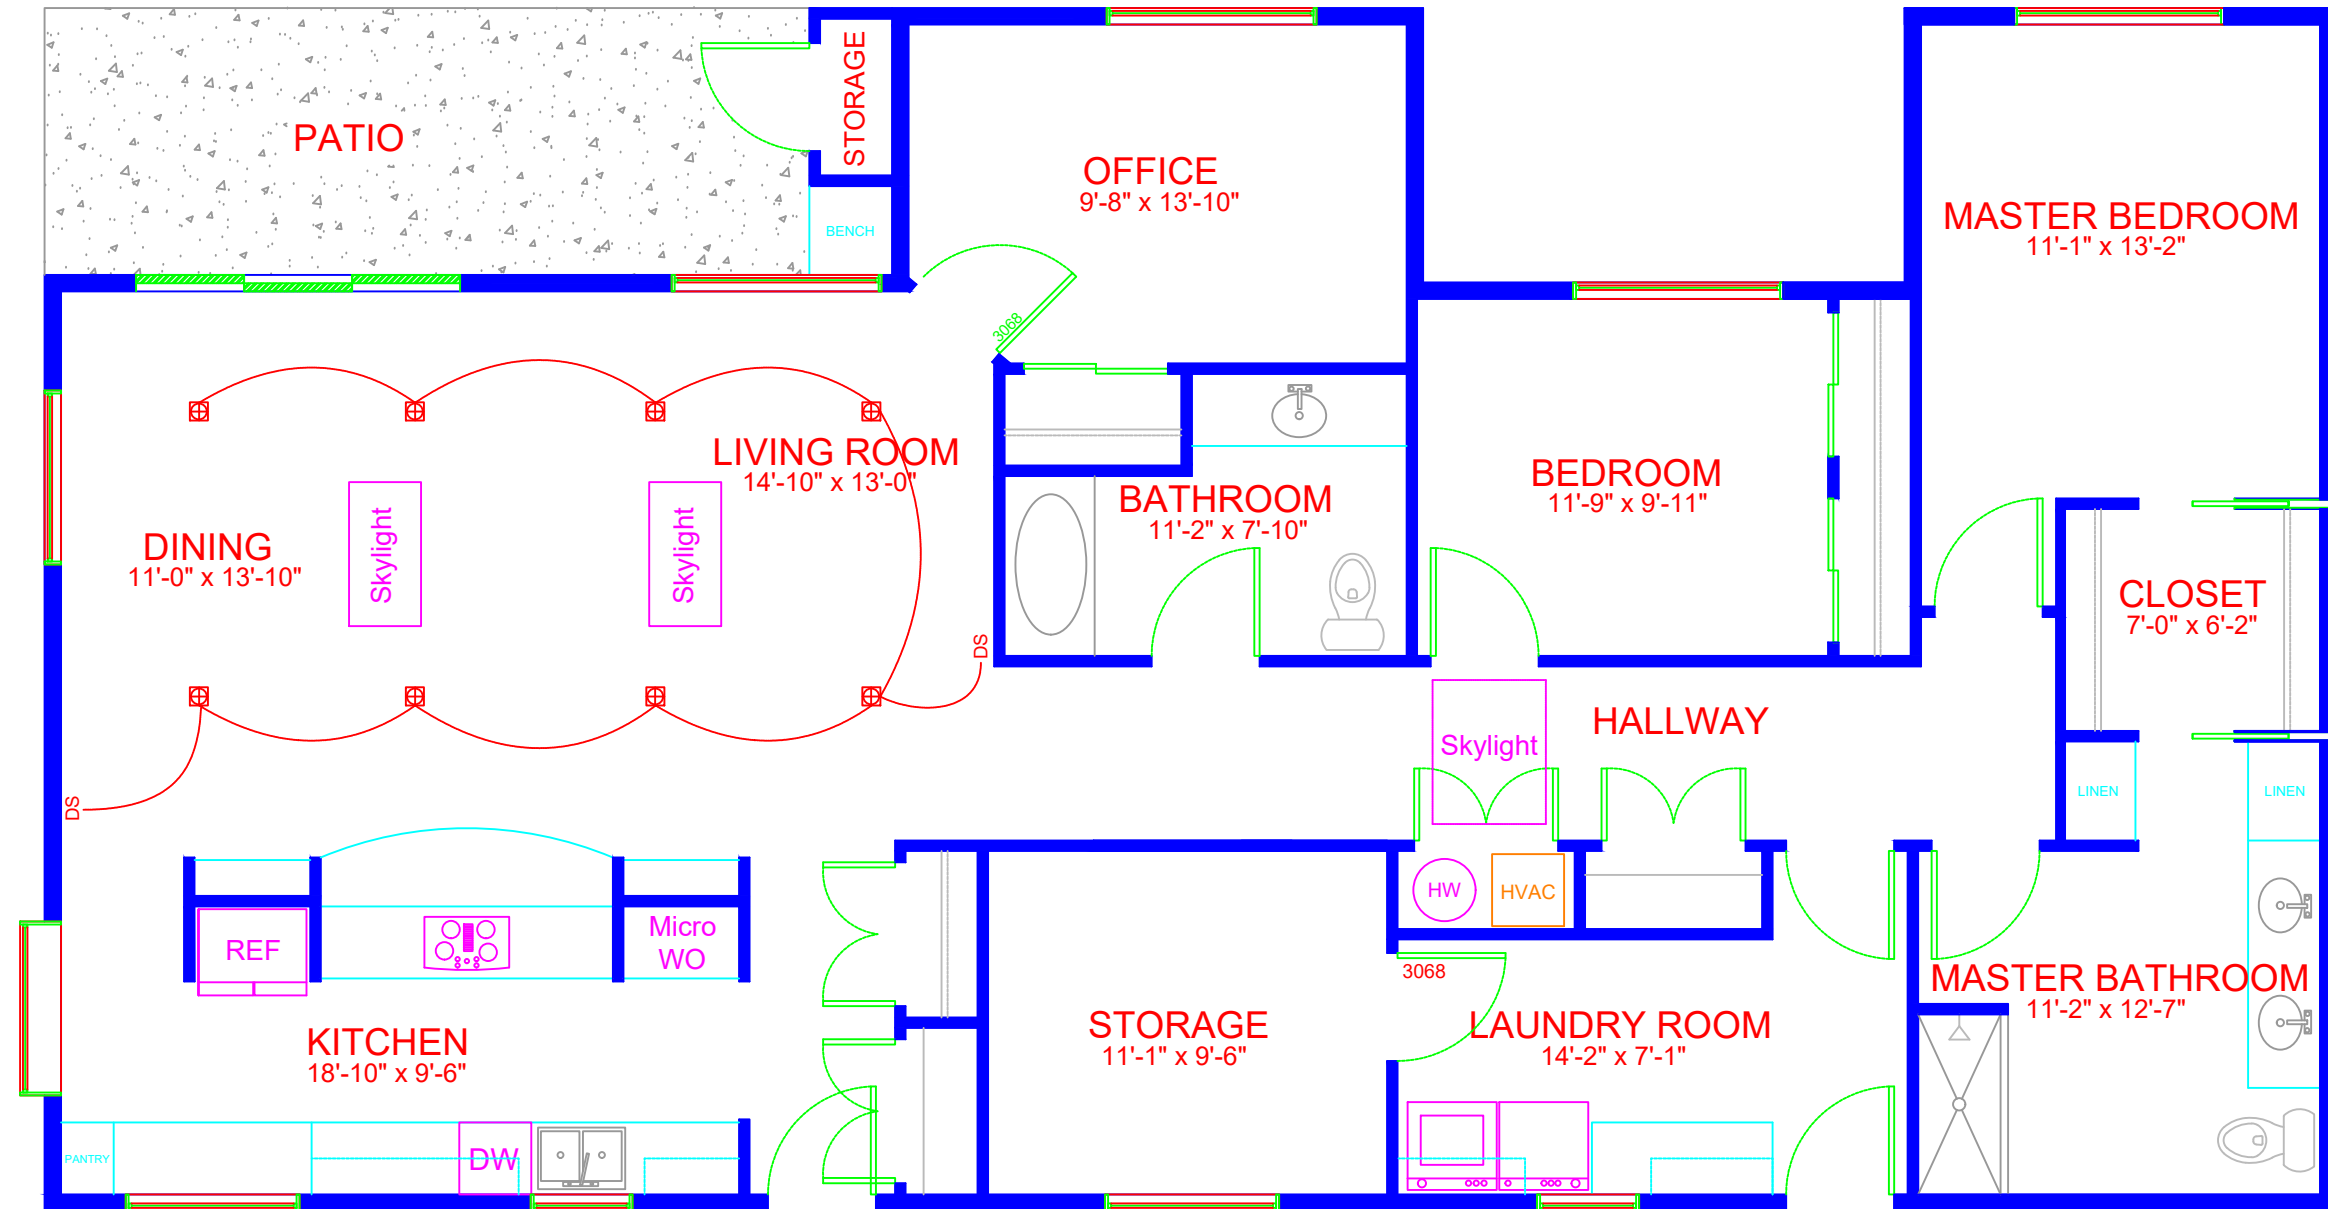 STORAGE
PATIO
OFFICE
9'-8" x 13'-10"
MASTER BEDROOM
11'-1" x 13'-2"
BENCH
3068
LIVING ROOM
14'-10" x 13'-0"
BEDROOM
11'-9" x 9'-11"
BATHROOM
11'-2" x 7'-10"
DINING
11'-0" x 13'-10"
Skylight
Skylight
CLOSET
7'-0" x 6'-2"
DS
HALLWAY
Skylight
LINEN
LINEN
DS
HW
HVAC
REF
Micro
WO
3068
MASTER BATHROOM
11'-2" x 12'-7"
KITCHEN
18'-10" x 9'-6"
STORAGE
11'-1" x 9'-6"
LAUNDRY ROOM
14'-2" x 7'-1"
PANTRY
DW